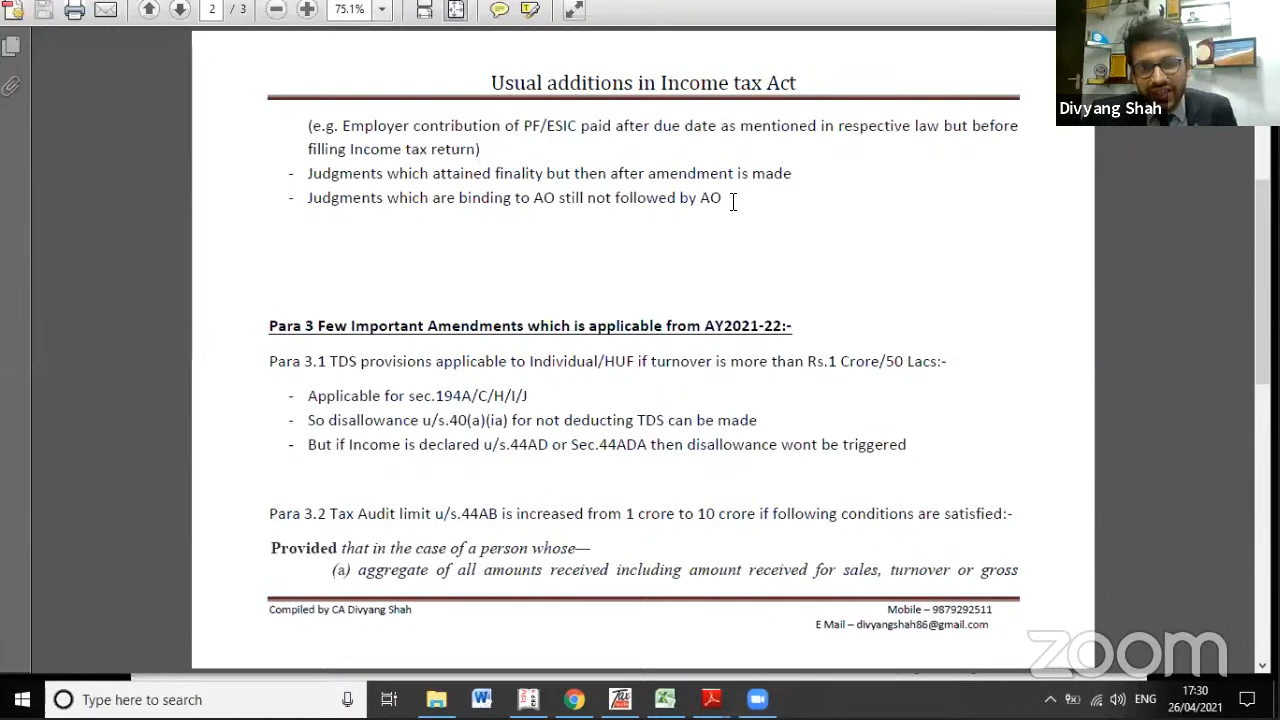 2 / 3
75.1%
Divyang Shah
Usual additions in Income tax Act
(e.g. Employer contribution of PF/ESIC paid after due date as mentioned in respective law but before
filling Income tax return)
- Judgments which attained finality but then after amendment is made
- Judgments which are binding to AO still not followed by AO
Para 3 Few Important Amendments which is applicable from AY2021-22:-
Para 3.1 TDS provisions applicable to Individual/HUF if turnover is more than Rs.1 Crore/50 Lacs:-
- Applicable for sec.194A/C/H/I/J
- So disallowance u/s.40(a)(ia) for not deducting TDS can be made
- But if Income is declared u/s.44AD or Sec.44ADA then disallowance wont be triggered
Para 3.2 Tax Audit limit u/s.44AB is increased from 1 crore to 10 crore if following conditions are satisfied:-
Provided that in the case of a person whose—
(a) aggregate of all amounts received including amount received for sales, turnover or gross
Compiled by CA Divyang Shah
Mobile – 9879292511
E Mail – divyangshah86@gmail.com
zoom
Type here to search
ENG
17:30
26/04/2021